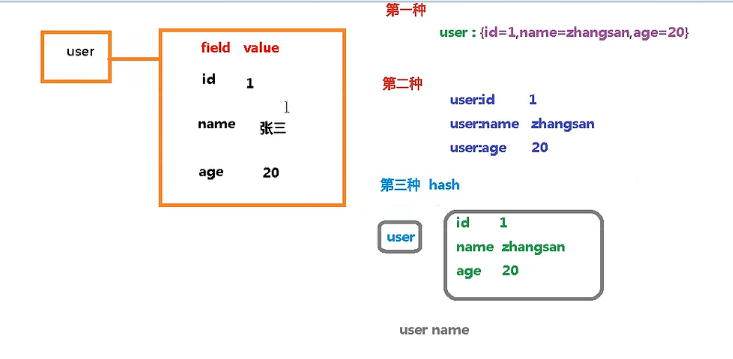 user
field value
id 1
name 张三
age 20
第一种
user : {id=1,name=zhangsan,age=20}
第二种
user:id 1
user:name zhangsan
user:age 20
第三种 hash
user
id 1
name zhangsan
age 20
user name